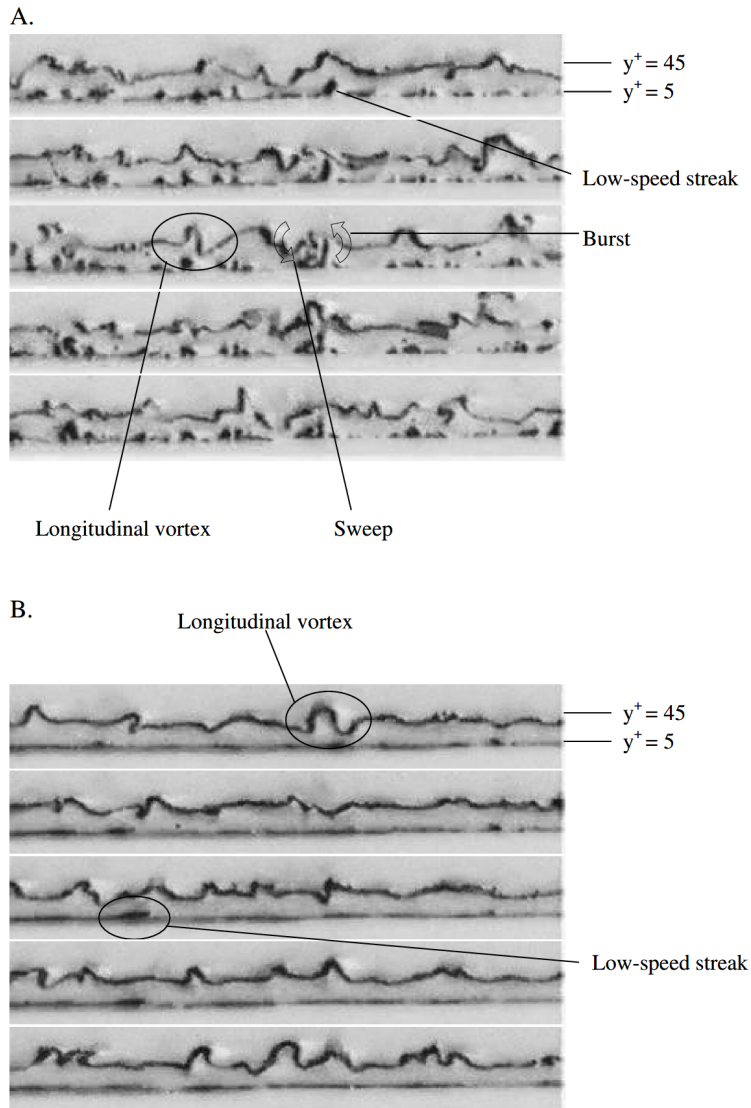 A.
y+ = 45
y+ = 5
Low-speed streak
Burst
Longitudinal vortex
Sweep
B.
Longitudinal vortex
y+ = 45
y+ = 5
Low-speed streak